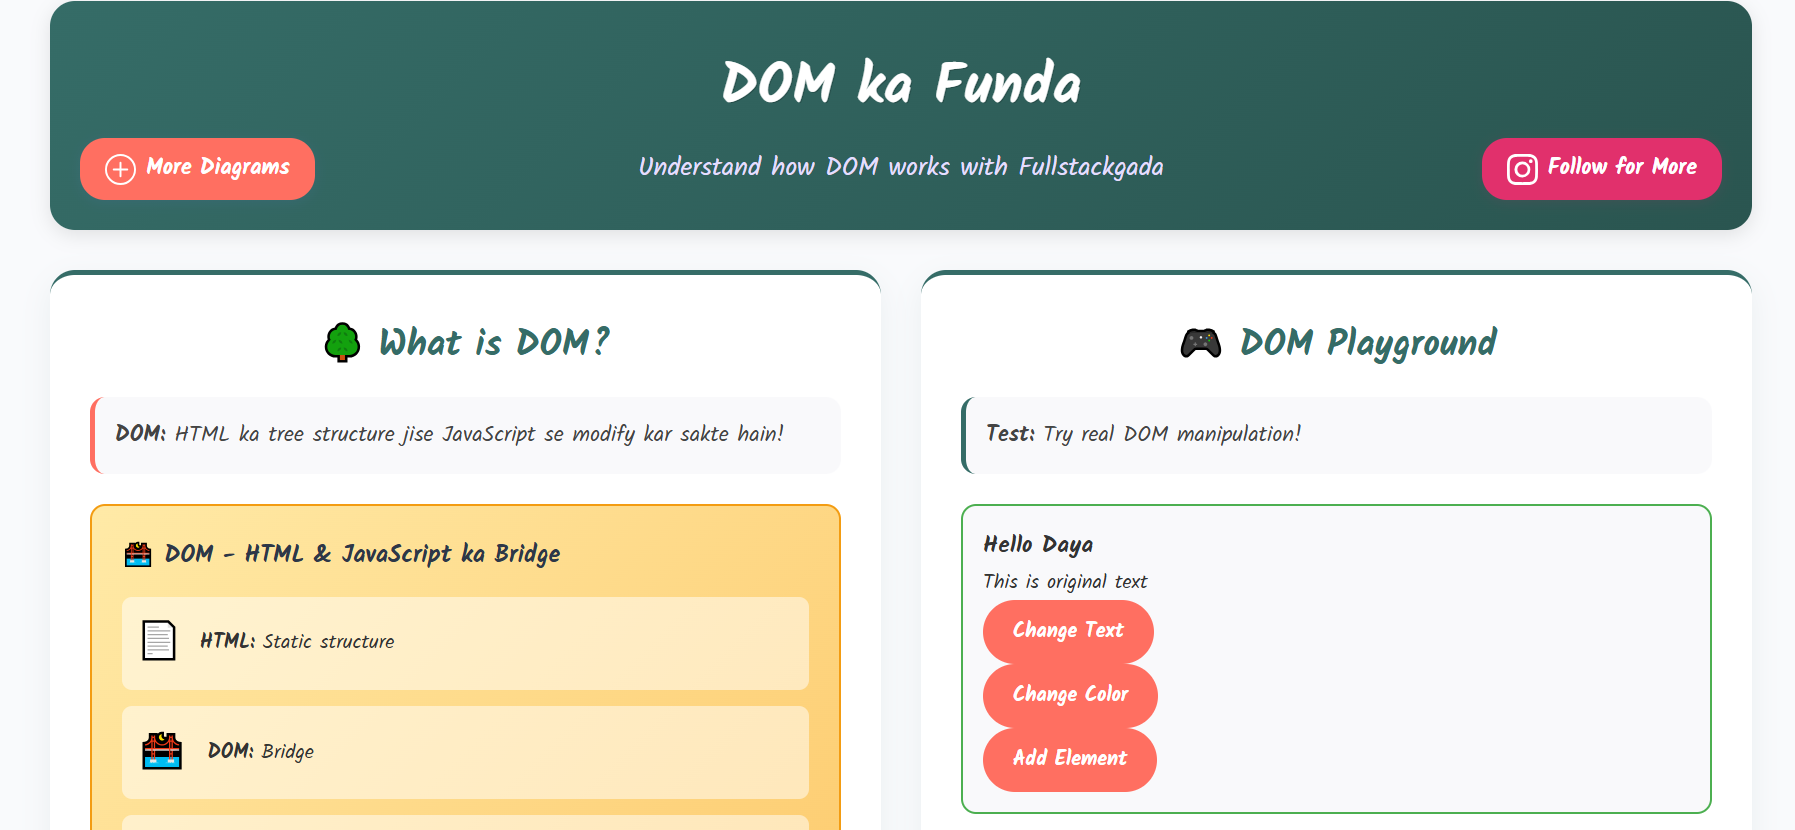 DOM ka Funda
More Diagrams
Understand how DOM works with Fullstackgada
Follow for More
What is DOM?
DOM: HTML ka tree structure jise JavaScript se modify kar sakte hain!
DOM - HTML & JavaScript ka Bridge
HTML: Static structure
DOM: Bridge
DOM Playground
Test: Try real DOM manipulation!
Hello Daya
This is original text
Change Text
Change Color
Add Element